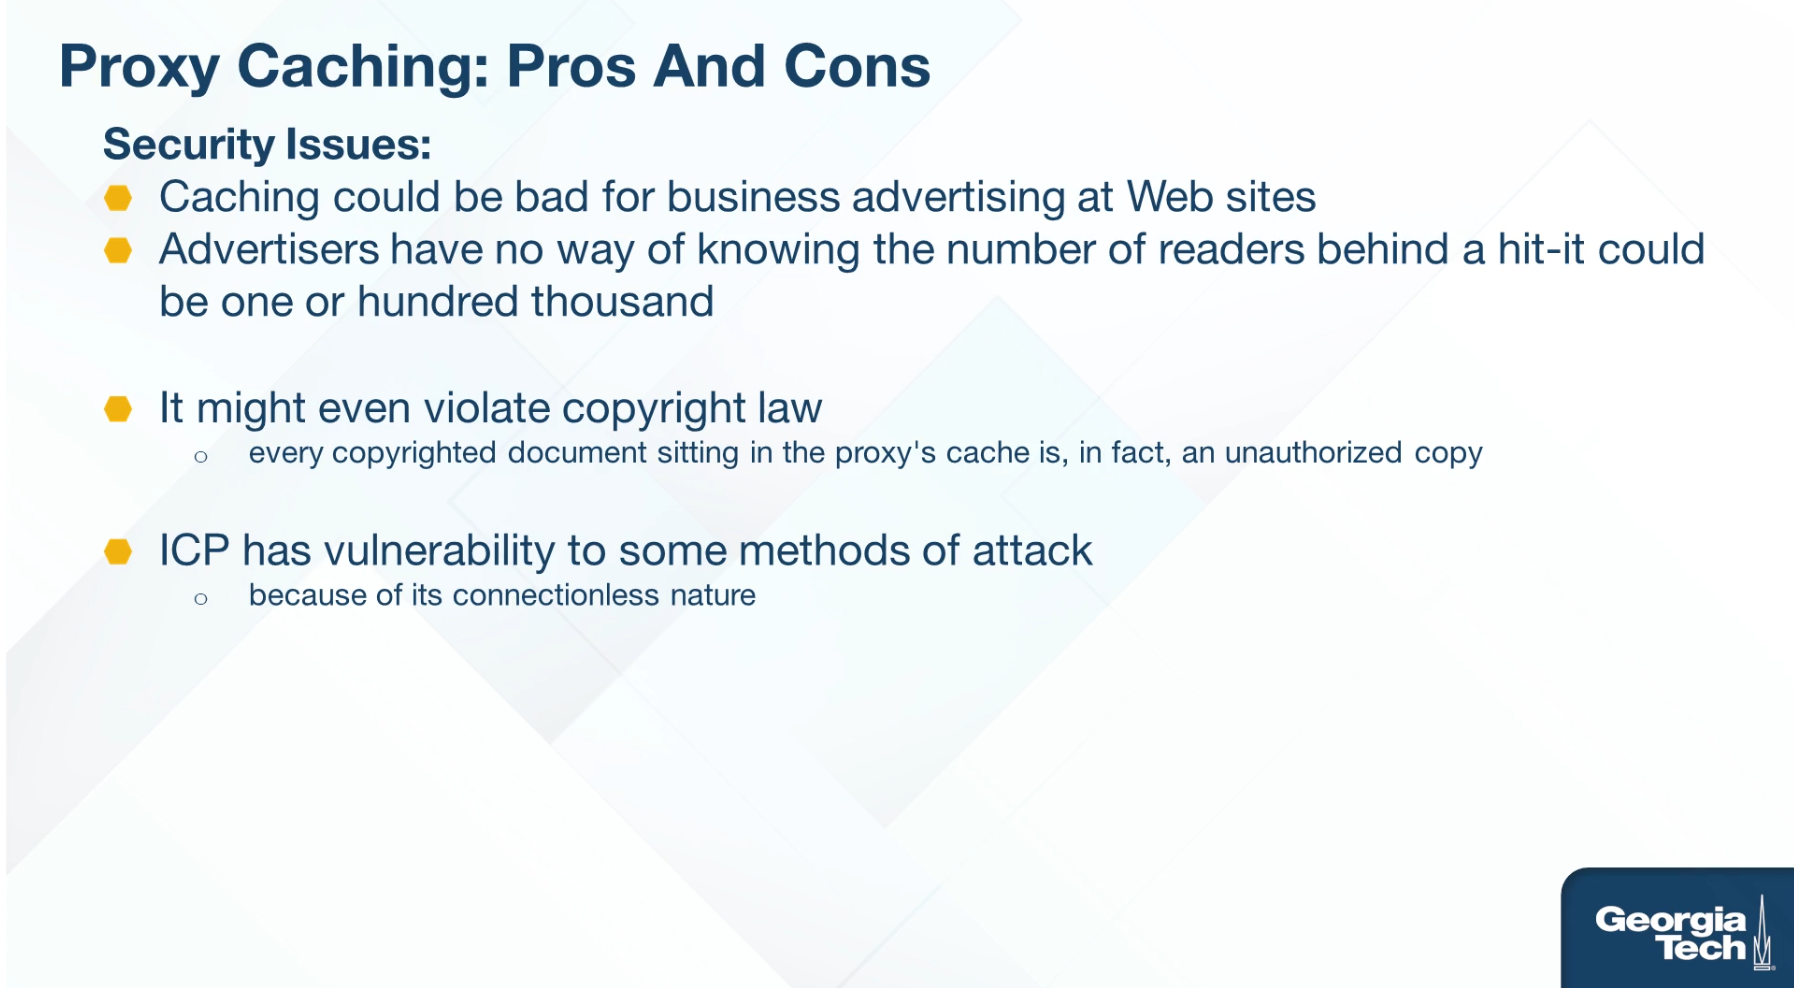 Proxy Caching: Pros And Cons
Security Issues:
Caching could be bad for business advertising at Web sites
Advertisers have no way of knowing the number of readers behind a hit-it could
be one or hundred thousand
It might even violate copyright law
every copyrighted document sitting in the proxy's cache is, in fact, an unauthorized copy
ICP has vulnerability to some methods of attack
because of its connectionless nature
Georgia
Tech